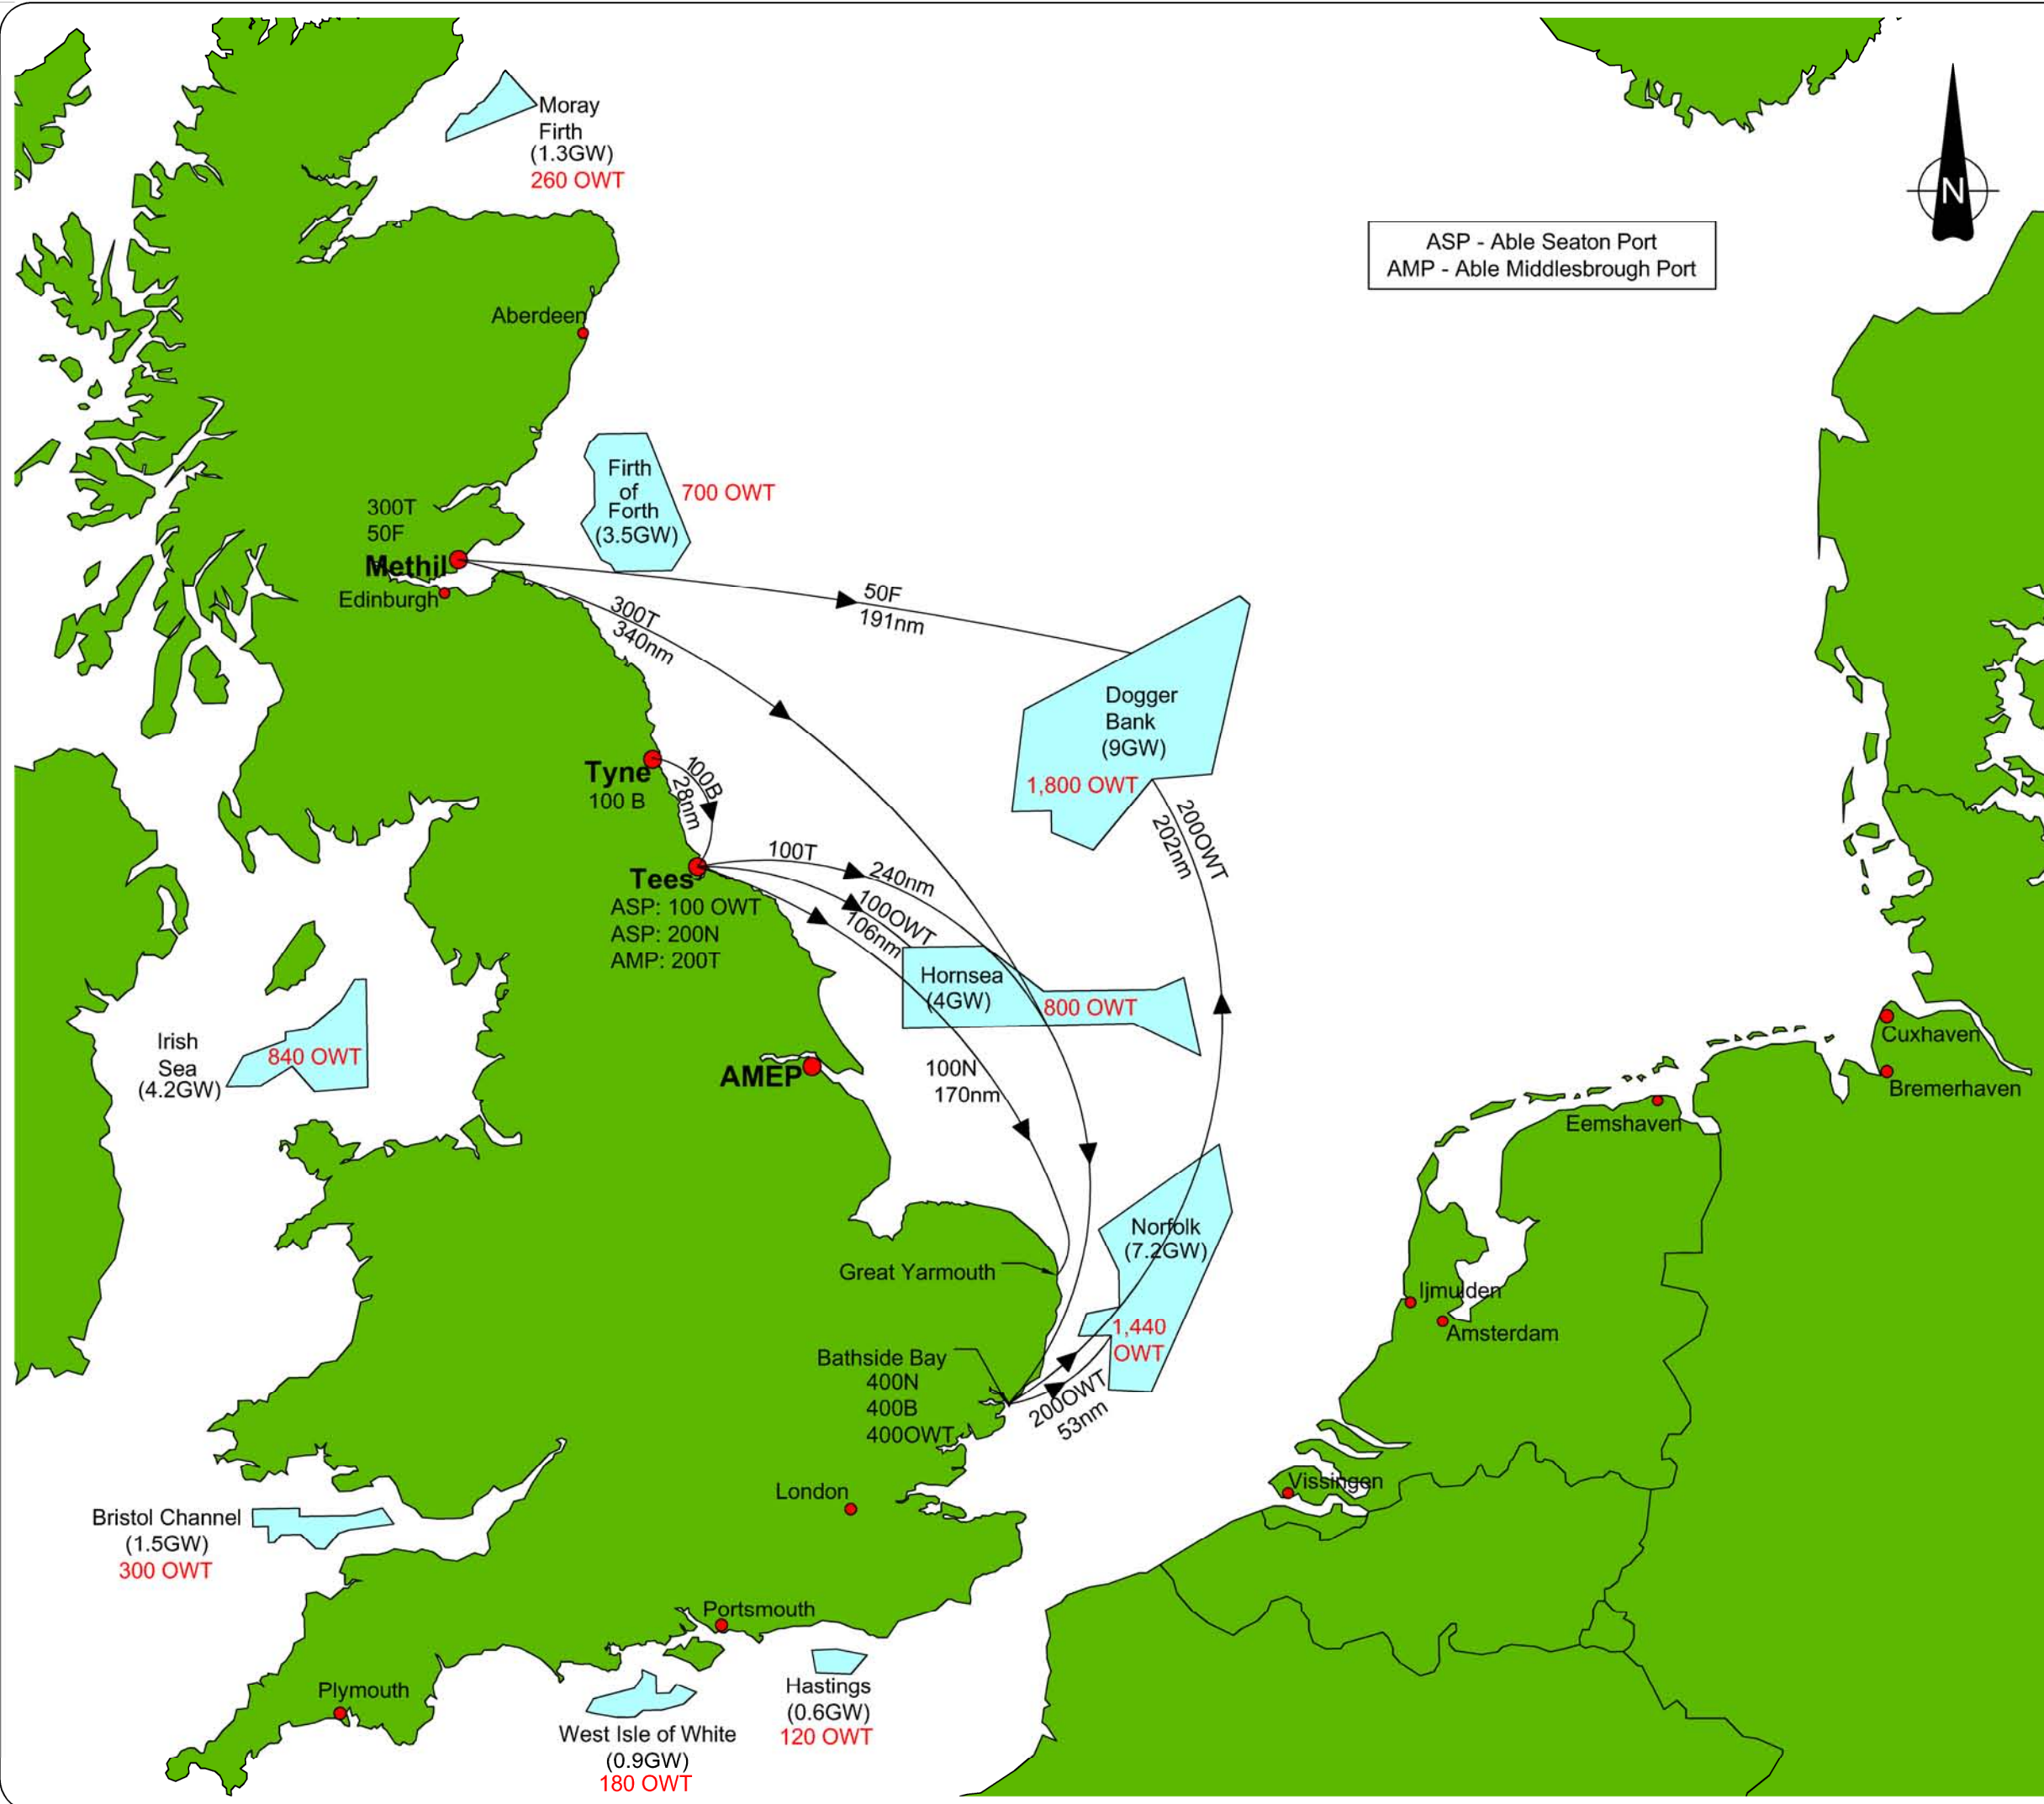 Moray
Firth
(1.3GW)
260 OWT
N
ASP - Able Seaton Port
AMP - Able Middlesbrough Port
Aberdeen
Firth
of
Forth
(3.5GW)
700 OWT
300T
50F
Methil
Edinburgh
50F
191nm
300T
340nm
Dogger
Bank
(9GW)
1,800 OWT
Tyne
100 B
100B
28nm
200OWT
202nm
100T
240nm
Tees
ASP: 100 OWT
ASP: 200N
AMP: 200T
100OWT
106nm
Hornsea
(4GW)
800 OWT
Irish
Sea
(4.2GW)
840 OWT
AMEP
100N
170nm
Cuxhaven
Bremerhaven
Eemshaven
Norfolk
(7.2GW)
1,440
OWT
Great Yarmouth
Ijmulden
Amsterdam
Bathside Bay
400N
400B
400OWT
200OWT
53nm
London
Vissingen
Bristol Channel
(1.5GW)
300 OWT
Portsmouth
Plymouth
Hastings
(0.6GW)
120 OWT
West Isle of White
(0.9GW)
180 OWT